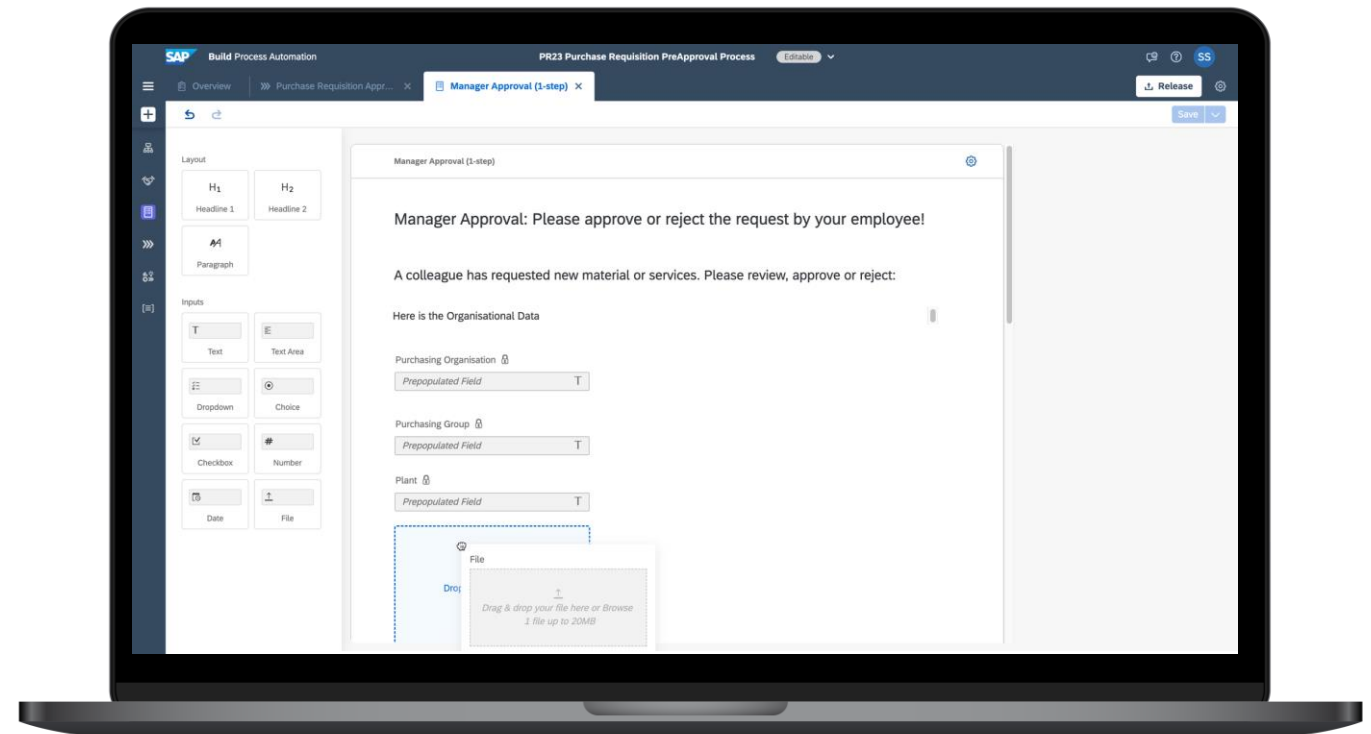 SAP Build Process Automation
PR23 Purchase Requisition PreApproval Process Editable
SS
Overview
Purchase Requisition Appr...
Manager Approval (1-step)
Release
Save
Layout
H1 H2
Headline 1 Headline 2
Paragraph
Inputs
Text Text Area
Dropdown Choice
Checkbox Number
Date File
Manager Approval (1-step)
Manager Approval: Please approve or reject the request by your employee!
A colleague has requested new material or services. Please review, approve or reject:
Here is the Organisational Data
Purchasing Organisation
Prepopulated Field T
Purchasing Group
Prepopulated Field T
Plant
Prepopulated Field T
File
Drag & drop your file here or Browse
1 file up to 20MB